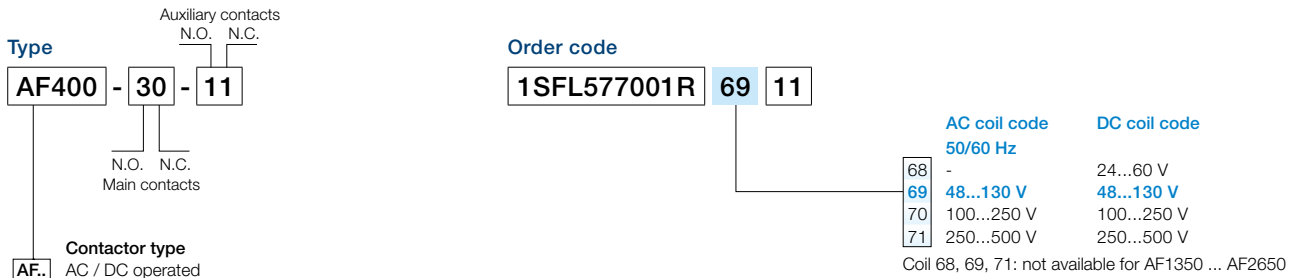 Auxiliary contacts
N.O. N.C.
Type
AF400 - 30 - 11
N.O. N.C.
Main contacts
Contactor type
AF.. AC / DC operated
Order code
1SFL577001R 69 11
AC coil code DC coil code
50/60 Hz
68 - 24...60 V
69 48...130 V 48...130 V
70 100...250 V 100...250 V
71 250...500 V 250...500 V
Coil 68, 69, 71: not available for AF1350 ... AF2650